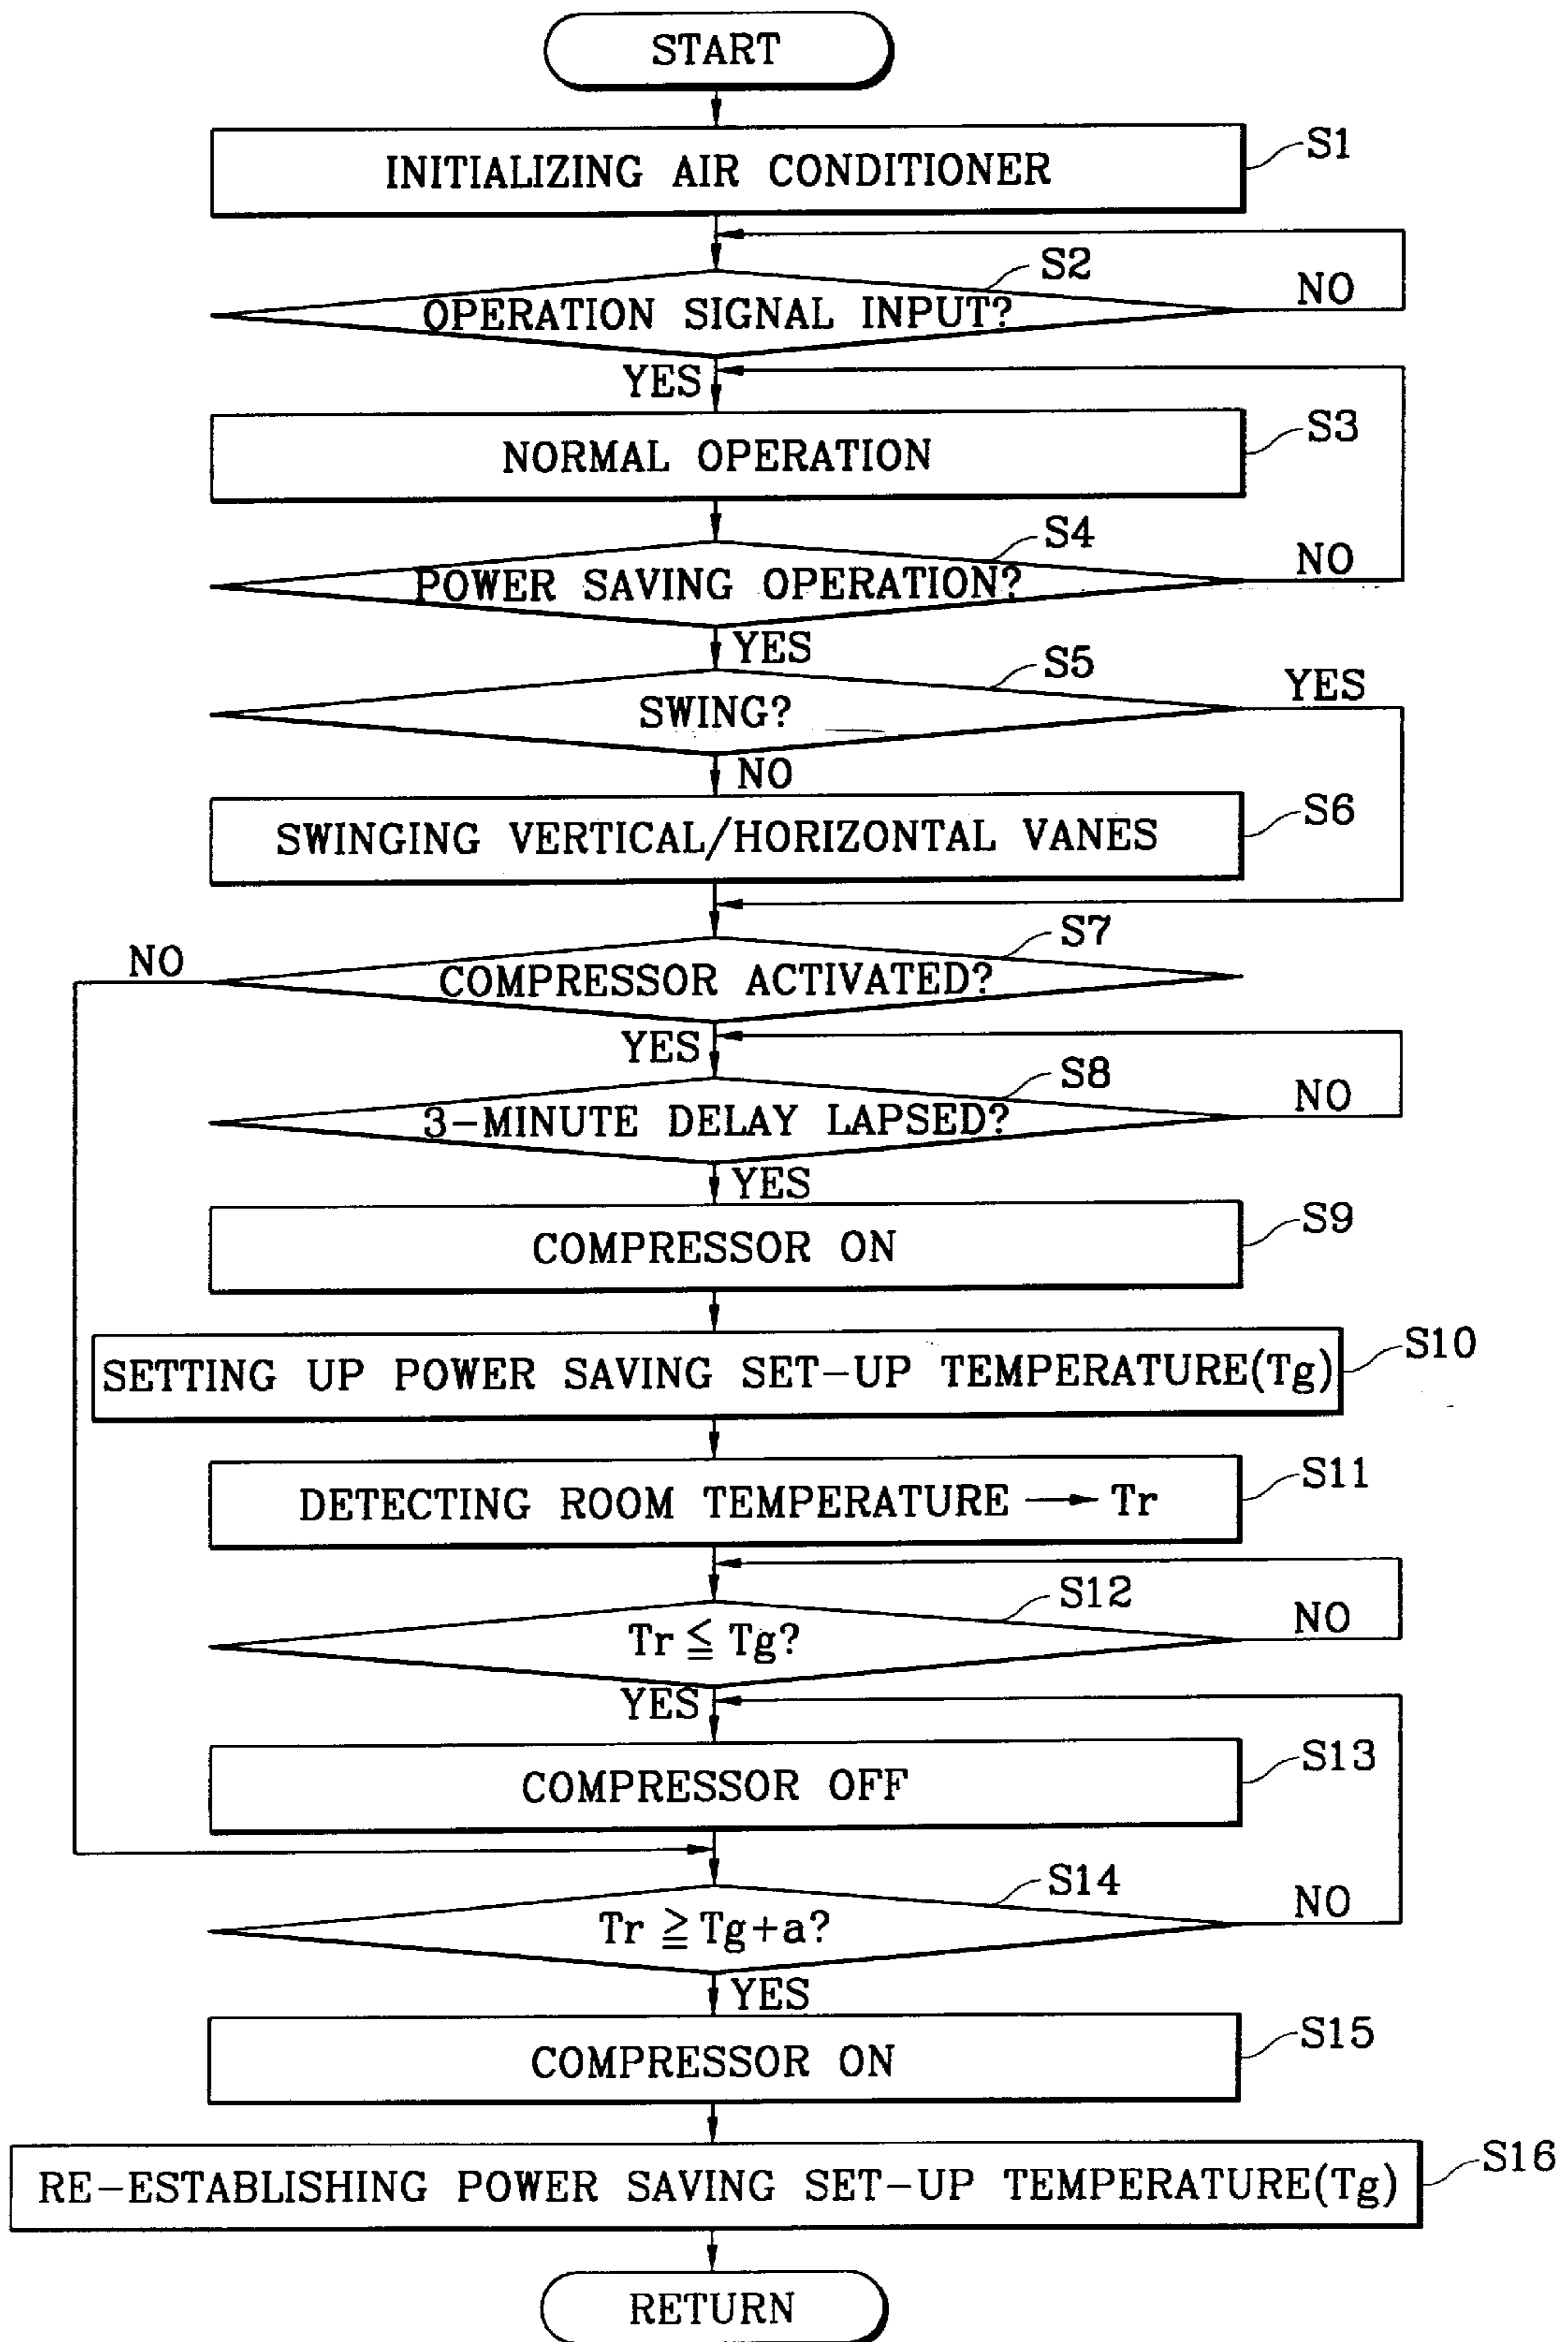 START
INITIALIZING AIR CONDITIONER
S1
S2
OPERATION SIGNAL INPUT?
NO
YES
NORMAL OPERATION
S3
S4
POWER SAVING OPERATION?
NO
YES
S5
SWING?
YES
NO
SWINGING VERTICAL/HORIZONTAL VANES
S6
S7
NO
COMPRESSOR ACTIVATED?
YES
S8
3-MINUTE DELAY LAPSED?
NO
YES
COMPRESSOR ON
S9
SETTING UP POWER SAVING SET-UP TEMPERATURE(Tg)
S10
DETECTING ROOM TEMPERATURE → Tr
S11
S12
Tr ≦ Tg?
NO
YES
COMPRESSOR OFF
S13
S14
Tr ≧ Tg+a?
NO
YES
COMPRESSOR ON
S15
RE-ESTABLISHING POWER SAVING SET-UP TEMPERATURE(Tg)
S16
RETURN